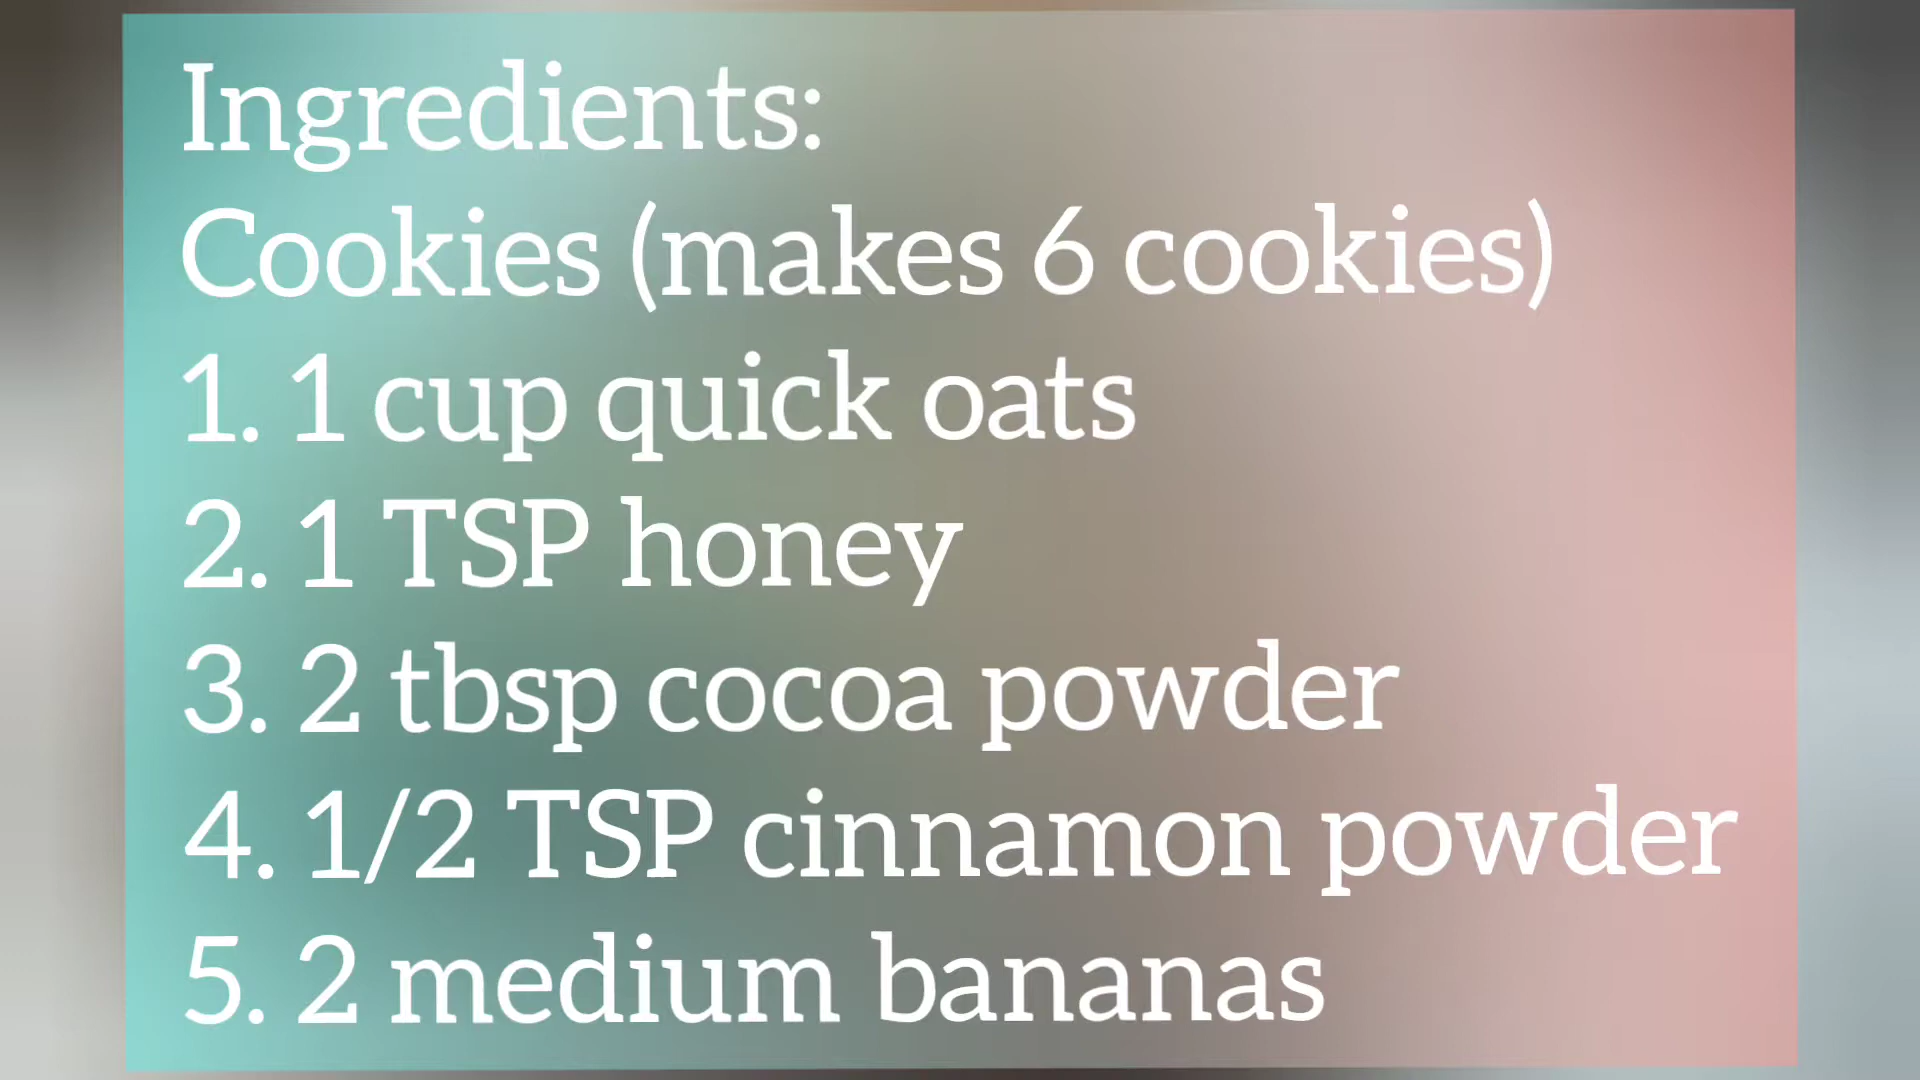 Ingredients:
Cookies (makes 6 cookies)
1. 1 cup quick oats
2. 1 TSP honey
3. 2 tbsp cocoa powder
4. 1/2 TSP cinnamon powder
5. 2 medium bananas